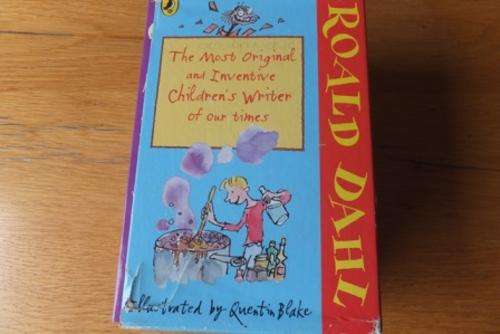 The Most Original
and Inventive
Children's Writer
of our times
Illustrated by Quentin Blake
ROALD DAHL